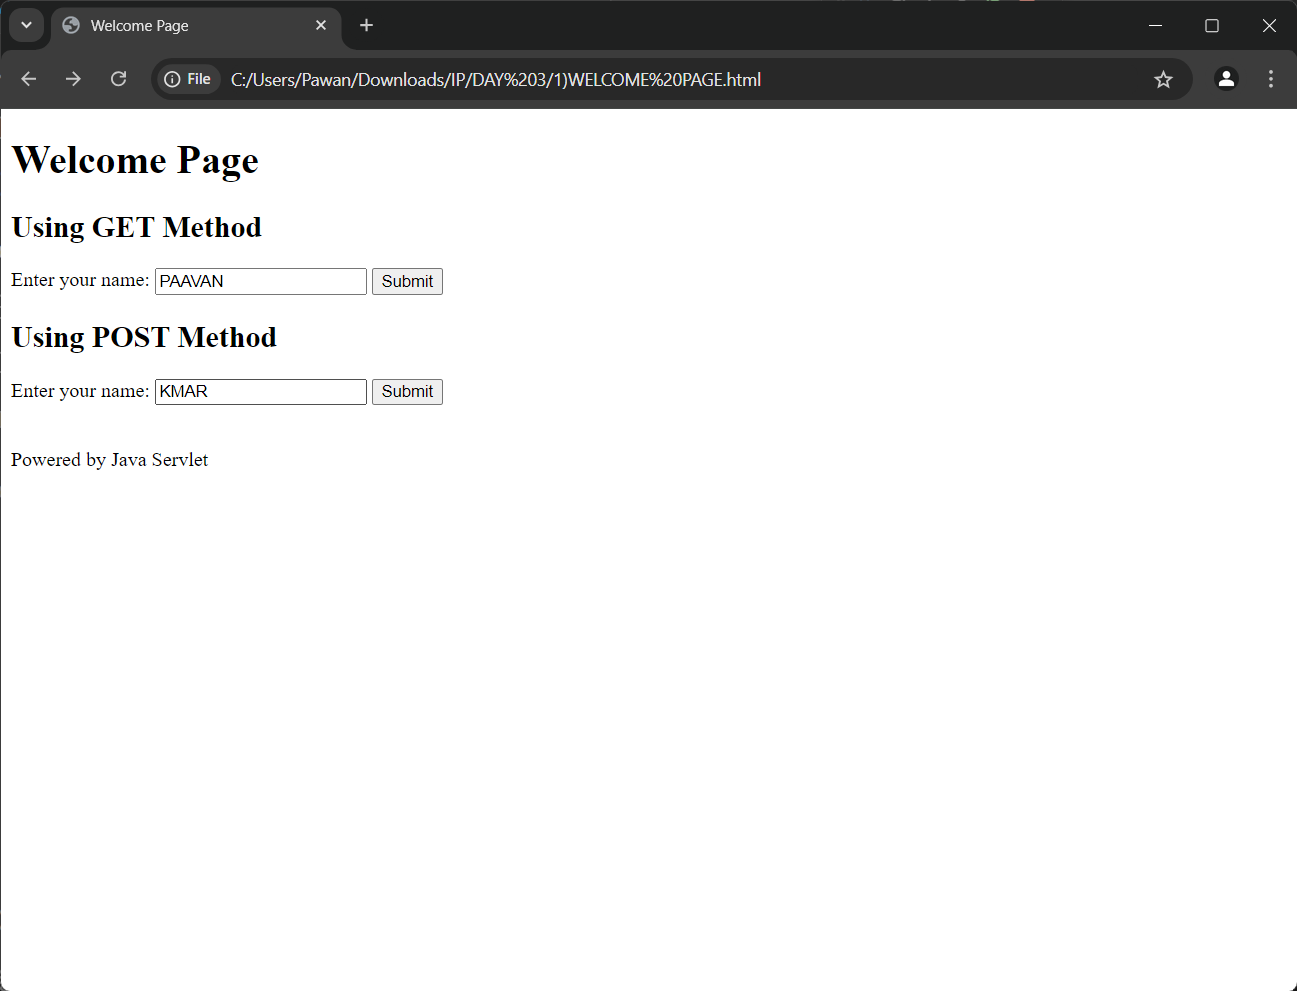 Welcome Page
File C:/Users/Pawan/Downloads/IP/DAY%203/1)WELCOME%20PAGE.html
Welcome Page
Using GET Method
Enter your name: PAAVAN Submit
Using POST Method
Enter your name: KMAR Submit
Powered by Java Servlet